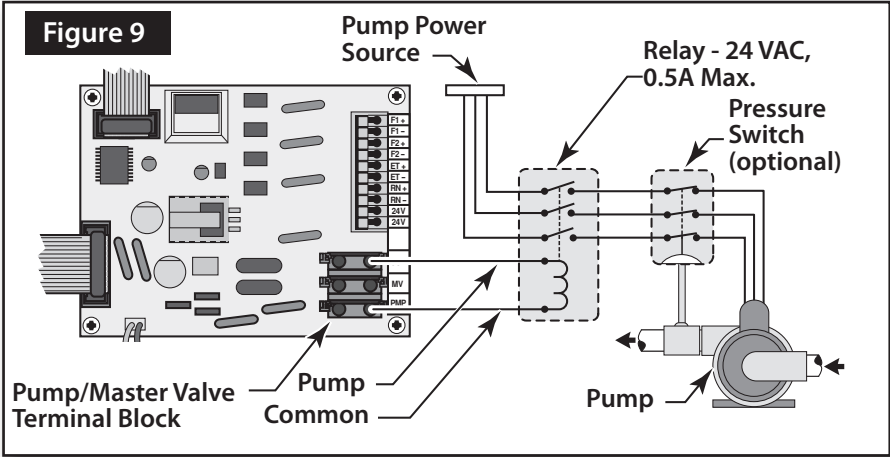 Figure 9
Pump Power
Source
Relay - 24 VAC,
0.5A Max.
Pressure
Switch
(optional)
F1 +
F1 –
F2 +
F2 –
ET +
ET –
RN +
RN –
24V
24V
MV
PMP
Pump/Master Valve
Terminal Block
Pump
Common
Pump